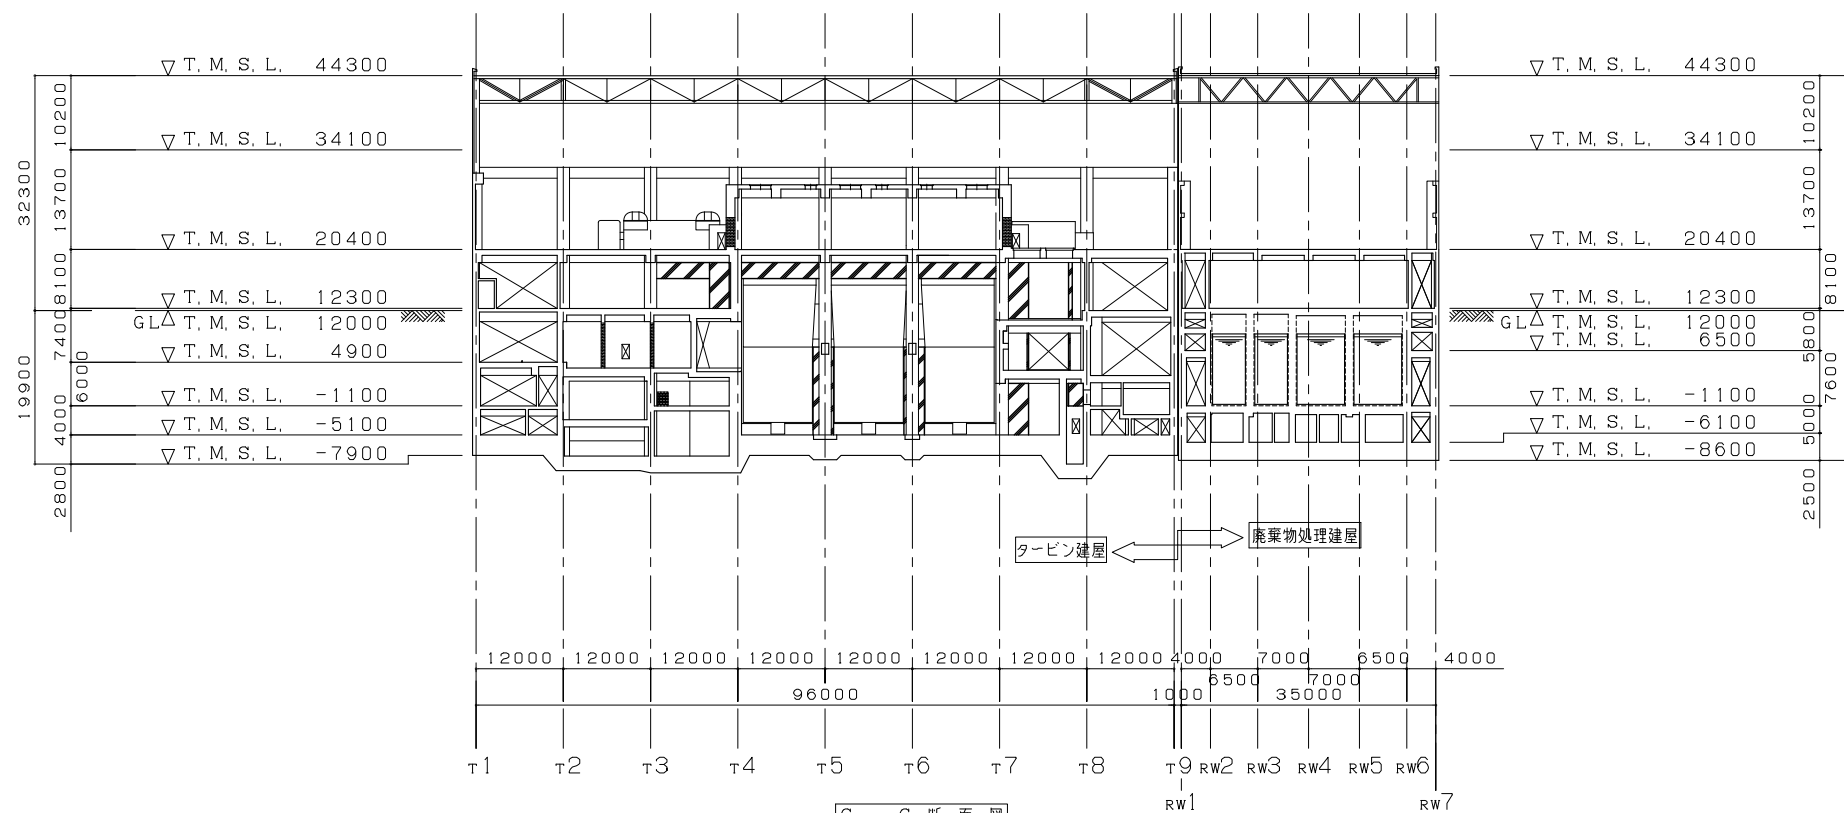 T.M.S.L. 44300
T.M.S.L. 34100
T.M.S.L. 20400
T.M.S.L. 12300
GL T.M.S.L. 12000
T.M.S.L. 4900
T.M.S.L. -1100
T.M.S.L. -5100
T.M.S.L. -7900
32300
19900
10200
13700
8100
7400
6000
4000
2800
T.M.S.L. 44300
T.M.S.L. 34100
T.M.S.L. 20400
T.M.S.L. 12300
GL T.M.S.L. 12000
T.M.S.L. 6500
T.M.S.L. -1100
T.M.S.L. -6100
T.M.S.L. -8600
10200
13700
8100
5800
7600
5000
2500
タービン建屋
廃棄物処理建屋
12000 12000 12000 12000 12000 12000 12000 12000 4000 7000 6500 4000
6500 7000
96000 1000 35000
T1 T2 T3 T4 T5 T6 T7 T8 T9 RW2 RW3 RW4 RW5 RW6
RW1 RW7